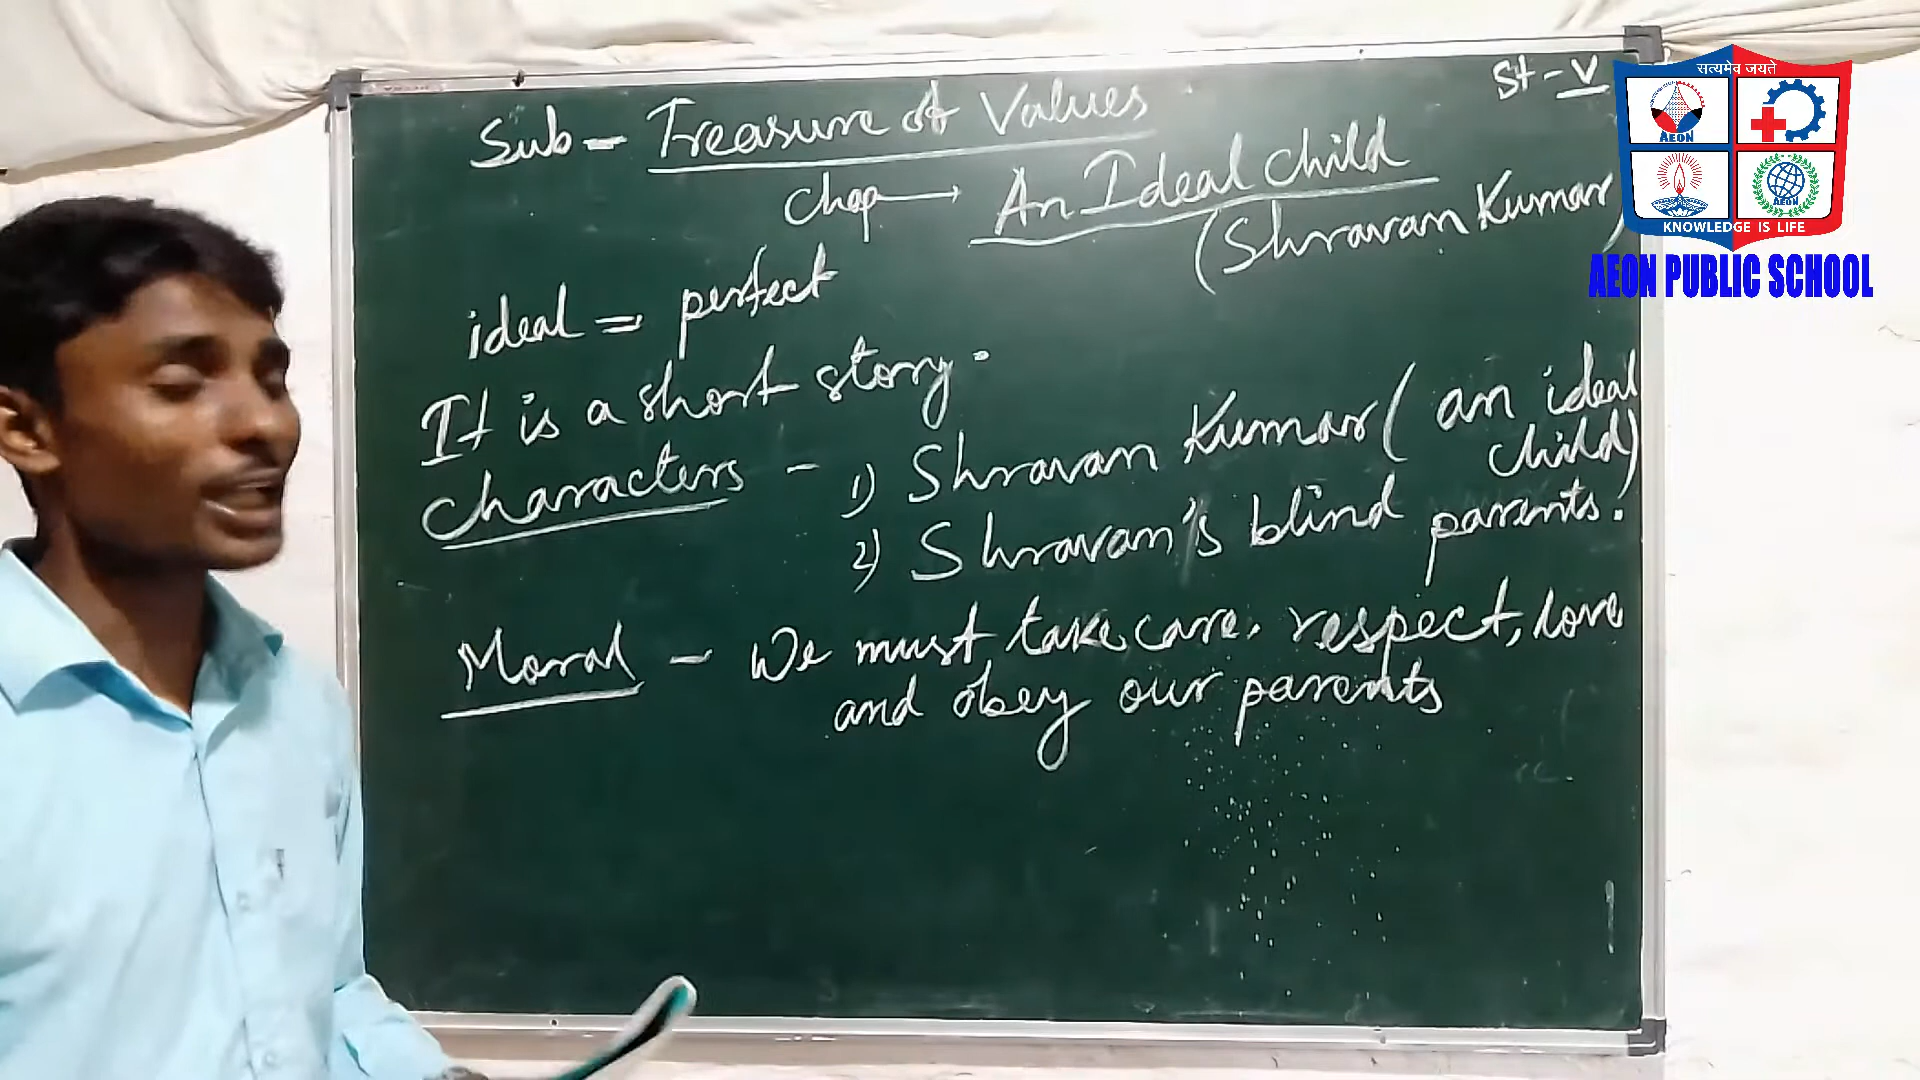 St - V
Sub - Treasure of Values
Chap → An Ideal Child
(Shravan Kumar)
ideal = perfect
It is a short story.
Characters - 1) Shravan Kumar ( an ideal
child)
2) Shravan's blind parents.
Moral - We must take care, respect, love
and obey our parents
सत्यमेव जयते
AEON
AEON
KNOWLEDGE IS LIFE
AEON PUBLIC SCHOOL